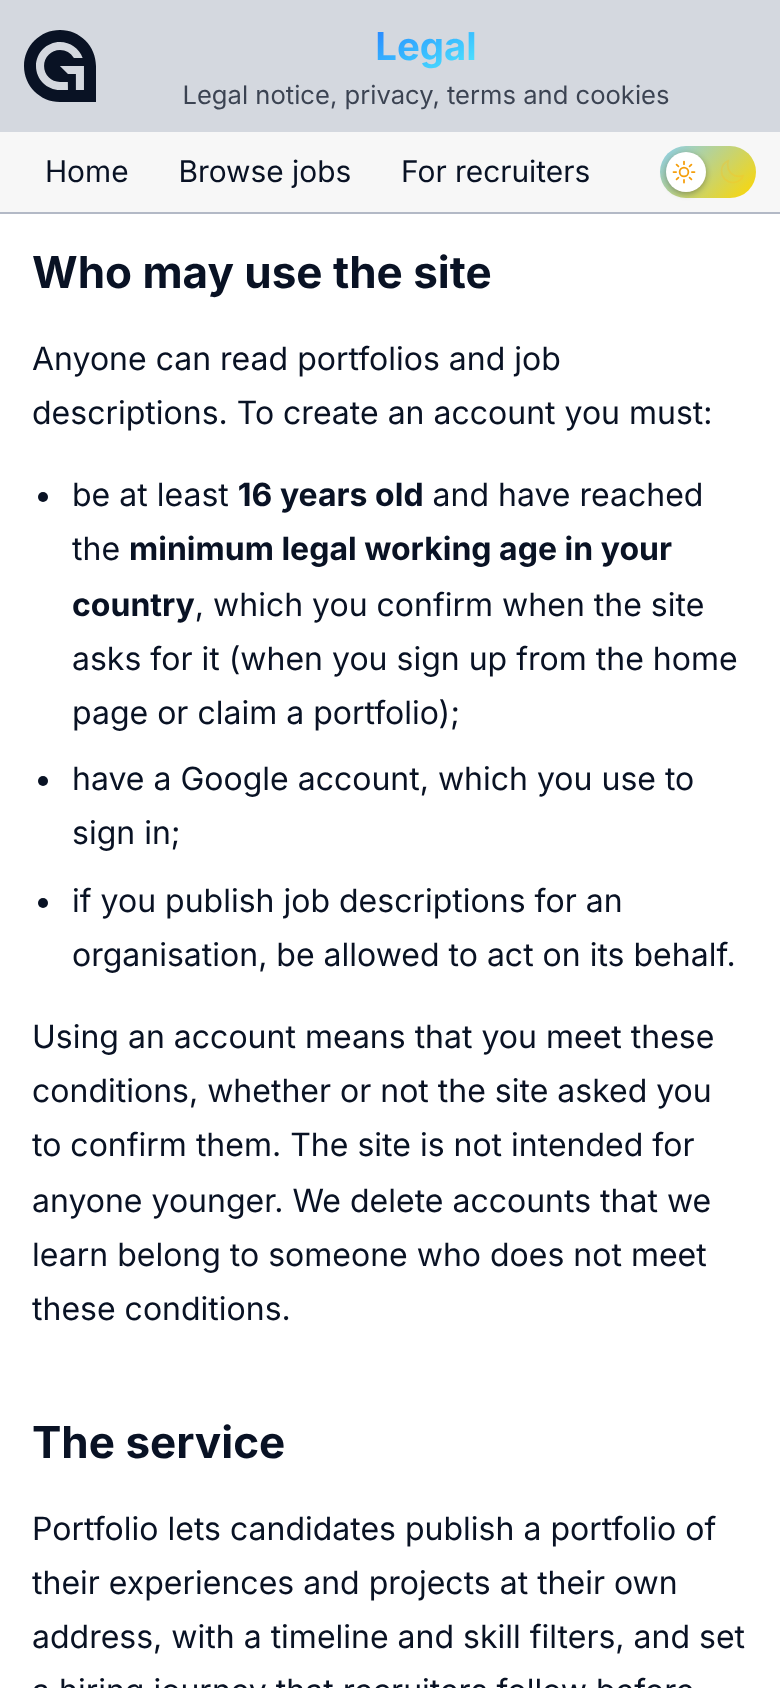 Legal
Legal notice, privacy, terms and cookies
Home Browse jobs For recruiters
Who may use the site
Anyone can read portfolios and job
descriptions. To create an account you must:
• be at least 16 years old and have reached
the minimum legal working age in your
country, which you confirm when the site
asks for it (when you sign up from the home
page or claim a portfolio);
• have a Google account, which you use to
sign in;
• if you publish job descriptions for an
organisation, be allowed to act on its behalf.
Using an account means that you meet these
conditions, whether or not the site asked you
to confirm them. The site is not intended for
anyone younger. We delete accounts that we
learn belong to someone who does not meet
these conditions.
The service
Portfolio lets candidates publish a portfolio of
their experiences and projects at their own
address, with a timeline and skill filters, and set
a hiring journey that recruiters follow before